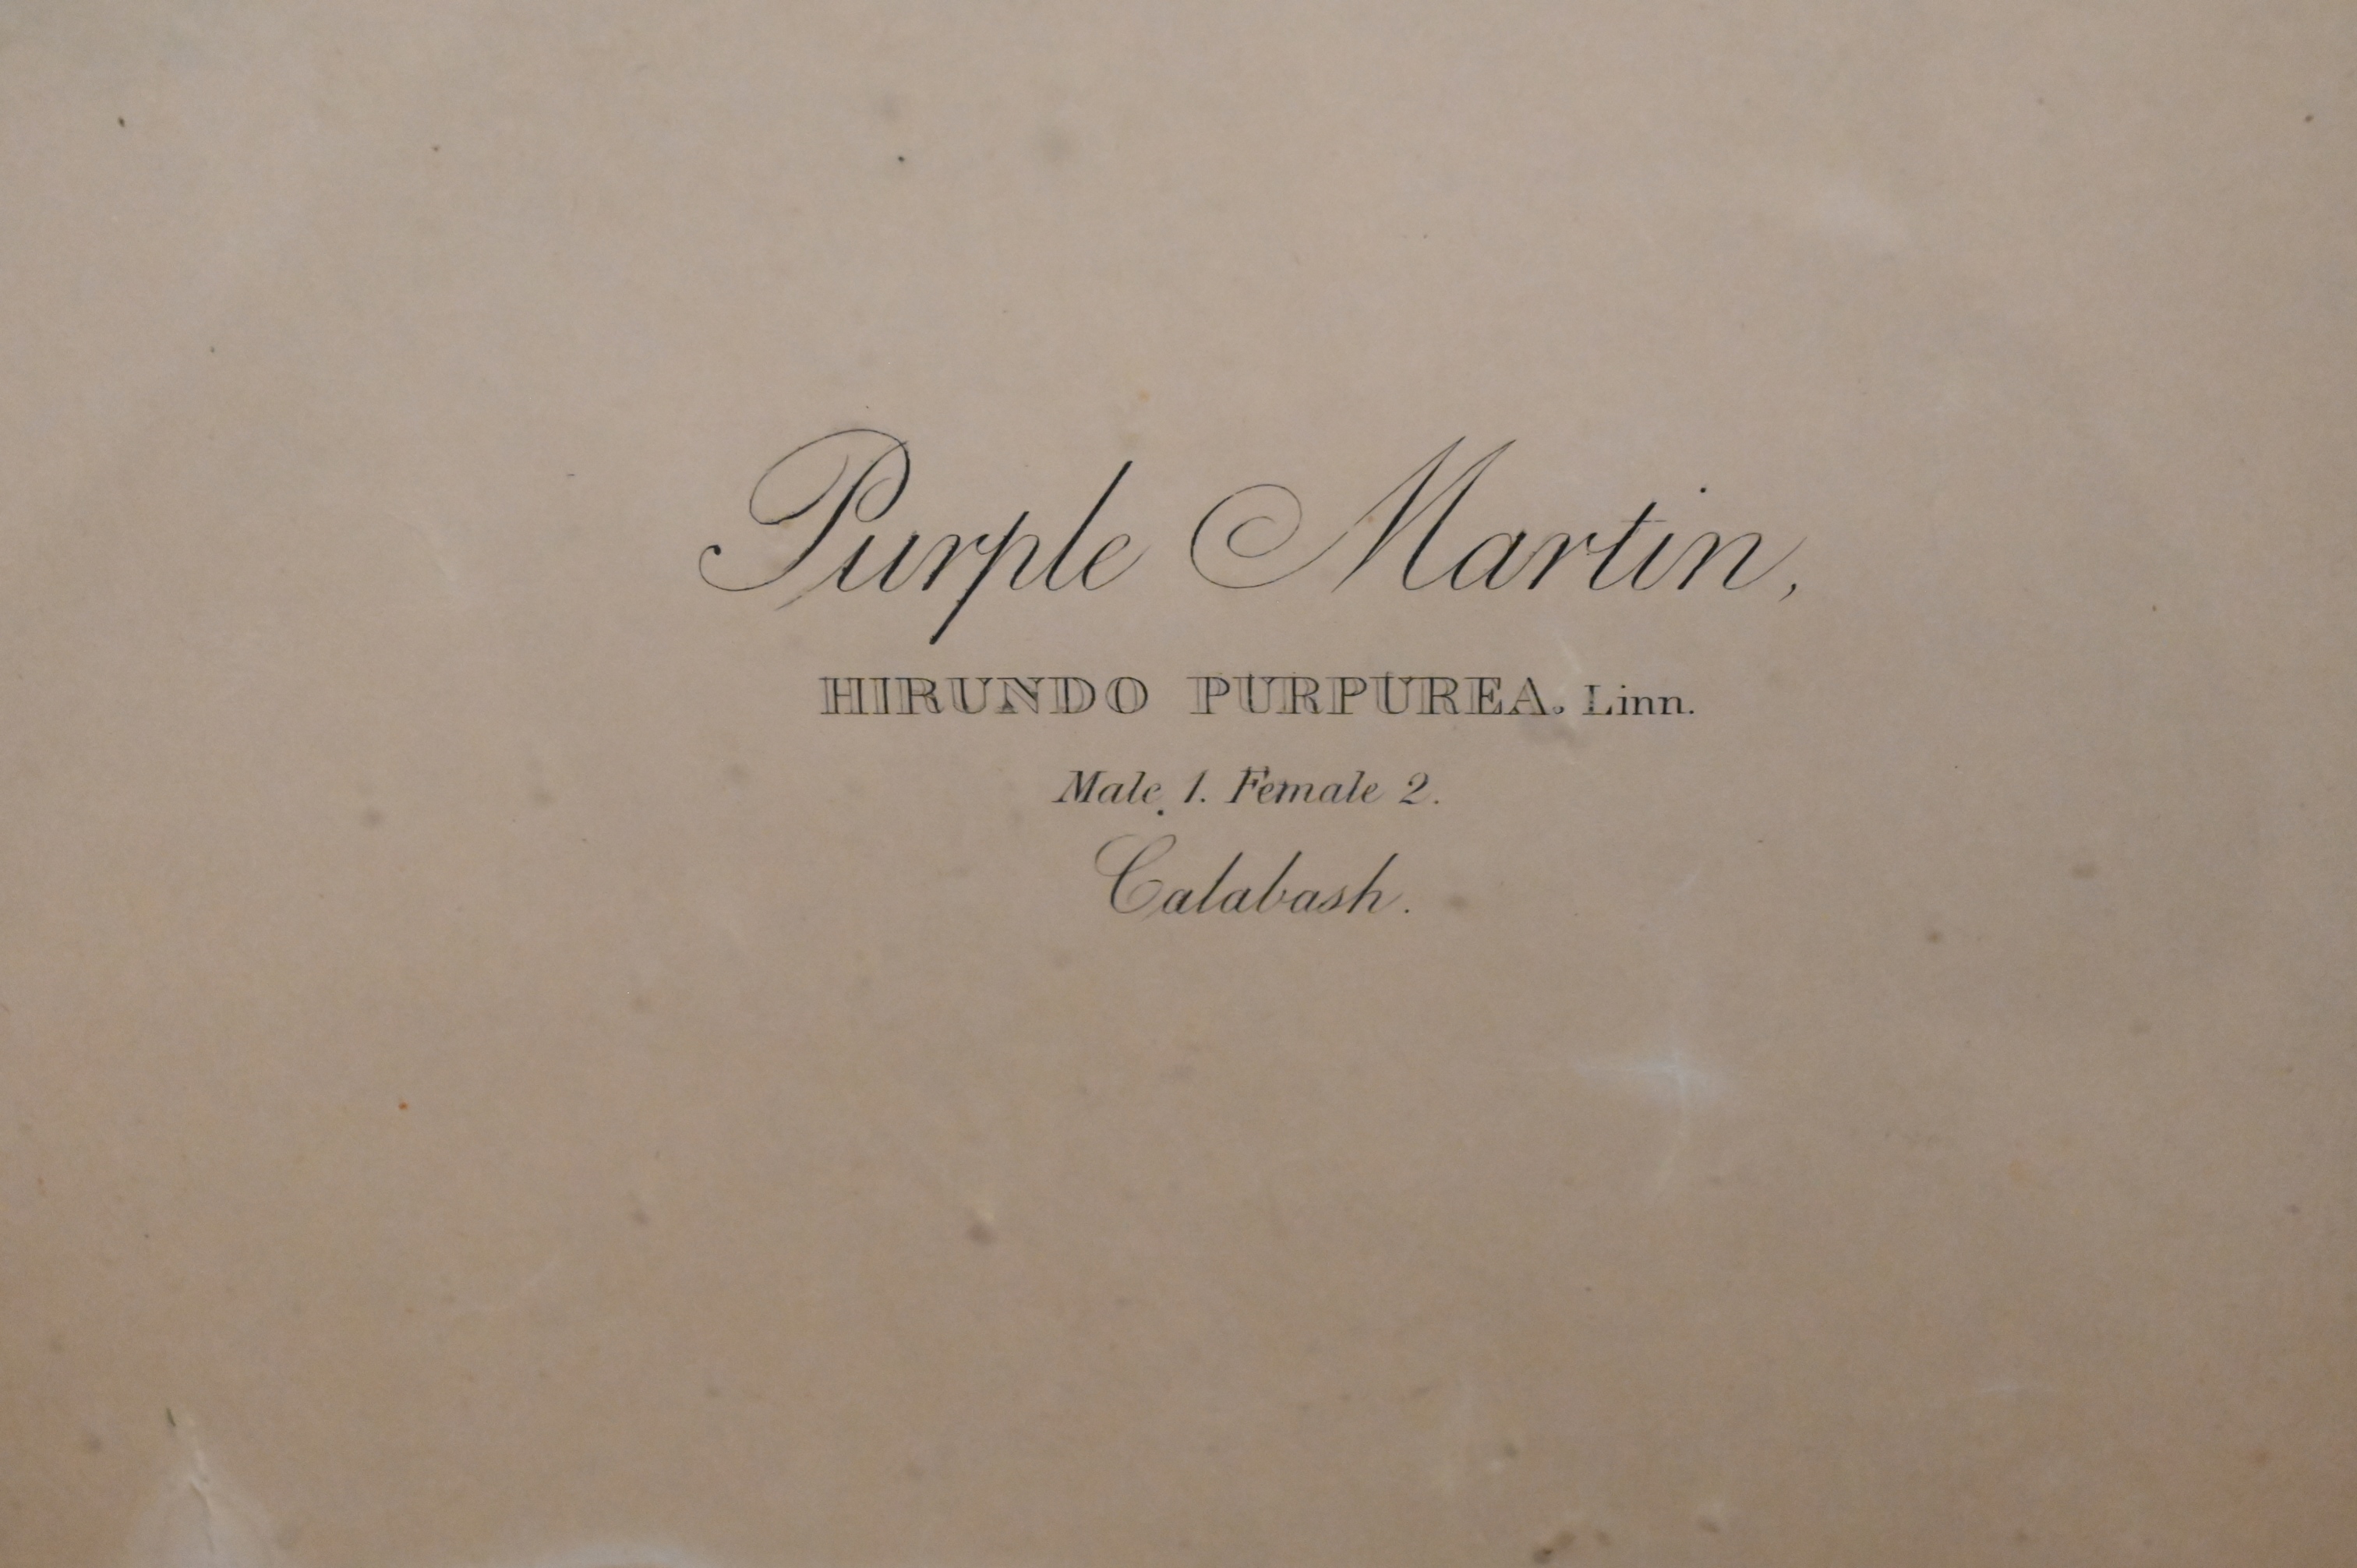 Purple Martin,
HIRUNDO PURPUREA. Linn.
Male, 1. Female 2.
Calabash.